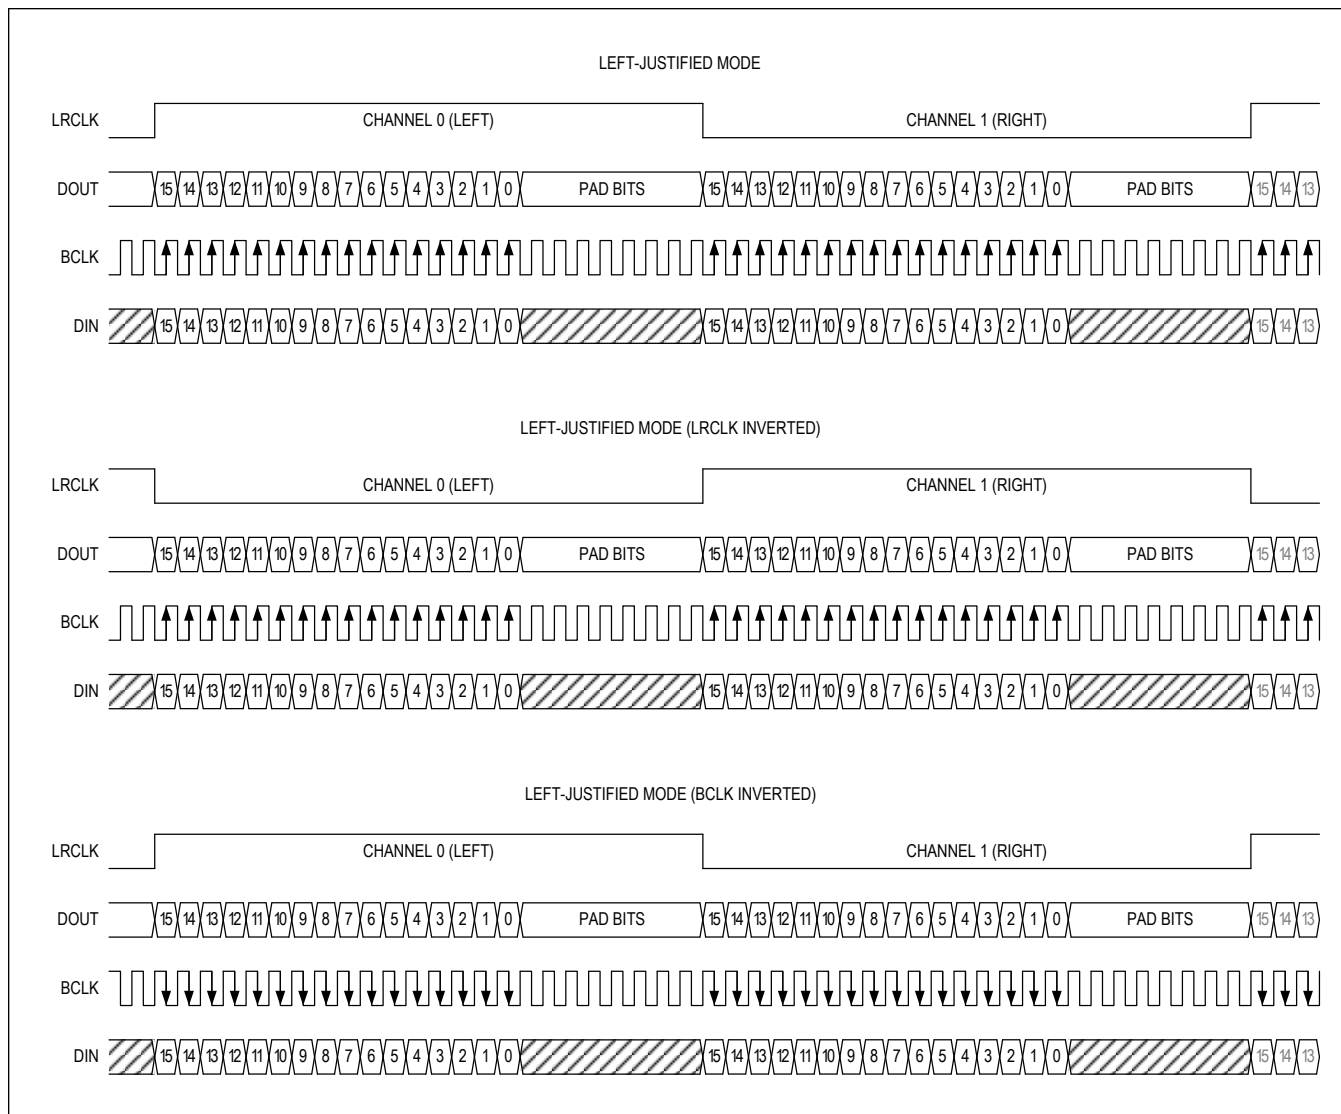 LEFT-JUSTIFIED MODE
LRCLK CHANNEL 0 (LEFT) CHANNEL 1 (RIGHT)
DOUT 15 14 13 12 11 10 9 8 7 6 5 4 3 2 1 0 PAD BITS 15 14 13 12 11 10 9 8 7 6 5 4 3 2 1 0 PAD BITS 15 14 13
BCLK
DIN 15 14 13 12 11 10 9 8 7 6 5 4 3 2 1 0 15 14 13 12 11 10 9 8 7 6 5 4 3 2 1 0 15 14 13
LEFT-JUSTIFIED MODE (LRCLK INVERTED)
LRCLK CHANNEL 0 (LEFT) CHANNEL 1 (RIGHT)
DOUT 15 14 13 12 11 10 9 8 7 6 5 4 3 2 1 0 PAD BITS 15 14 13 12 11 10 9 8 7 6 5 4 3 2 1 0 PAD BITS 15 14 13
BCLK
DIN 15 14 13 12 11 10 9 8 7 6 5 4 3 2 1 0 15 14 13 12 11 10 9 8 7 6 5 4 3 2 1 0 15 14 13
LEFT-JUSTIFIED MODE (BCLK INVERTED)
LRCLK CHANNEL 0 (LEFT) CHANNEL 1 (RIGHT)
DOUT 15 14 13 12 11 10 9 8 7 6 5 4 3 2 1 0 PAD BITS 15 14 13 12 11 10 9 8 7 6 5 4 3 2 1 0 PAD BITS 15 14 13
BCLK
DIN 15 14 13 12 11 10 9 8 7 6 5 4 3 2 1 0 15 14 13 12 11 10 9 8 7 6 5 4 3 2 1 0 15 14 13